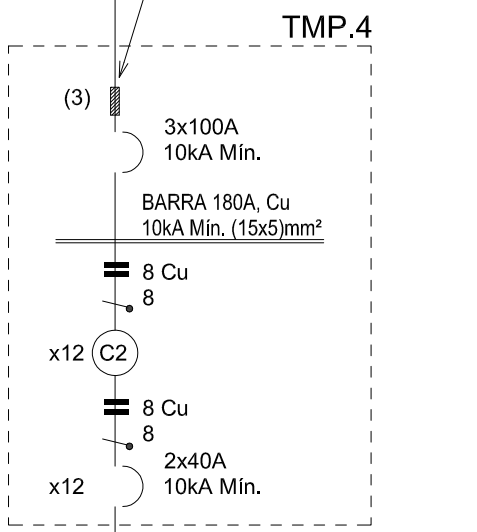 TMP.4
(3)
3x100A
10kA Mín.
BARRA 180A, Cu
10kA Mín. (15x5)mm²
8 Cu
8
x12
C2
8 Cu
8
2x40A
x12
10kA Mín.